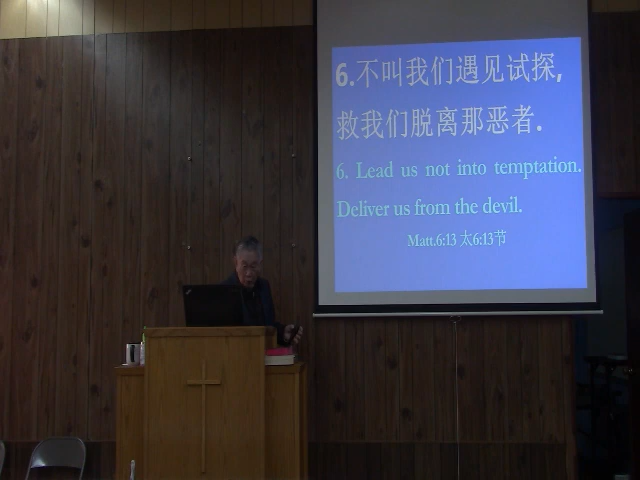 6.不叫我们遇见试探,
救我们脱离那恶者.
6. Lead us not into temptation.
Deliver us from the devil.
Matt.6:13 太6:13节